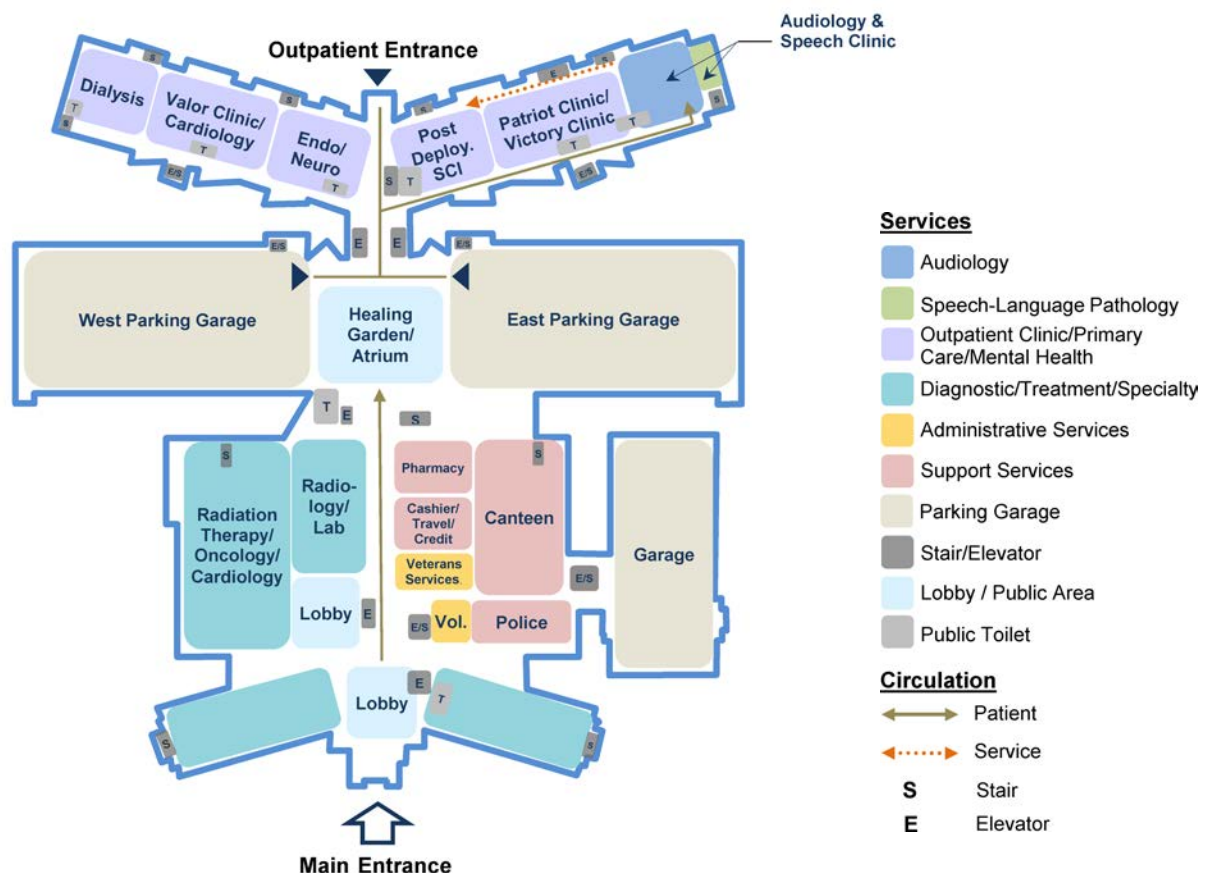 Audiology &
Speech Clinic
Outpatient Entrance
S
E
S
Dialysis
T
S
Valor Clinic/
Cardiology
T
S
Endo/
Neuro
T
E/S
S
Post
Deploy.
SCI
S
T
Patriot Clinic/
Victory Clinic
T
T
S
E/S
E/S
E
E
E/S
West Parking Garage
Healing
Garden/
Atrium
East Parking Garage
T
E
S
S
Radiation
Therapy/
Oncology/
Cardiology
Radio-
logy/
Lab
Lobby
E
Pharmacy
Cashier/
Travel/
Credit
Veterans
Services.
S
Canteen
E/S
Garage
E/S
Vol.
Police
Lobby
E
T
S
S
Main Entrance
Services
Audiology
Speech-Language Pathology
Outpatient Clinic/Primary
Care/Mental Health
Diagnostic/Treatment/Specialty
Administrative Services
Support Services
Parking Garage
Stair/Elevator
Lobby / Public Area
Public Toilet
Circulation
Patient
Service
S Stair
E Elevator